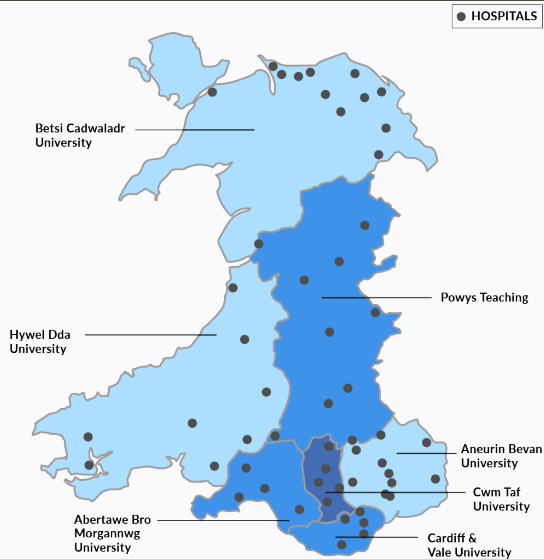 HOSPITALS
Betsi Cadwaladr
University
Powys Teaching
Hywel Dda
University
Aneurin Bevan
University
Cwm Taf
University
Abertawe Bro
Morgannwg
University
Cardiff &
Vale University